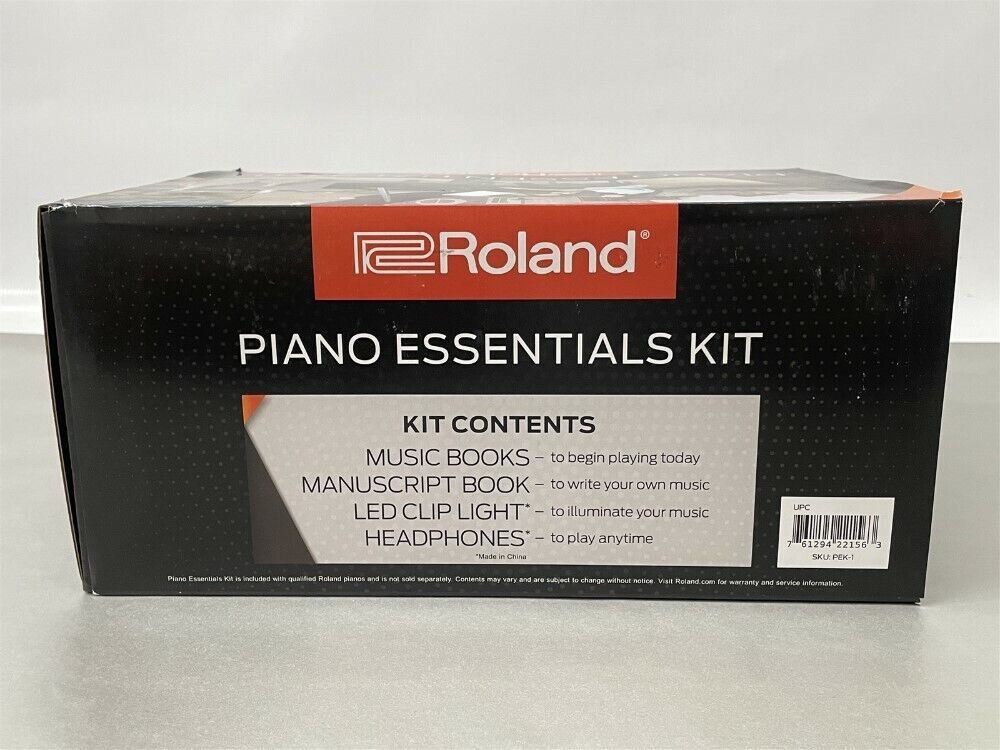 Roland®
PIANO ESSENTIALS KIT
KIT CONTENTS
MUSIC BOOKS – to begin playing today
MANUSCRIPT BOOK – to write your own music
LED CLIP LIGHT* – to illuminate your music
HEADPHONES* – to play anytime
*Made in China
UPC
7 61294 22156 3
SKU: PEK-1
Piano Essentials Kit is included with qualified Roland pianos and is not sold separately. Contents may vary and are subject to change without notice. Visit Roland.com for warranty and service information.